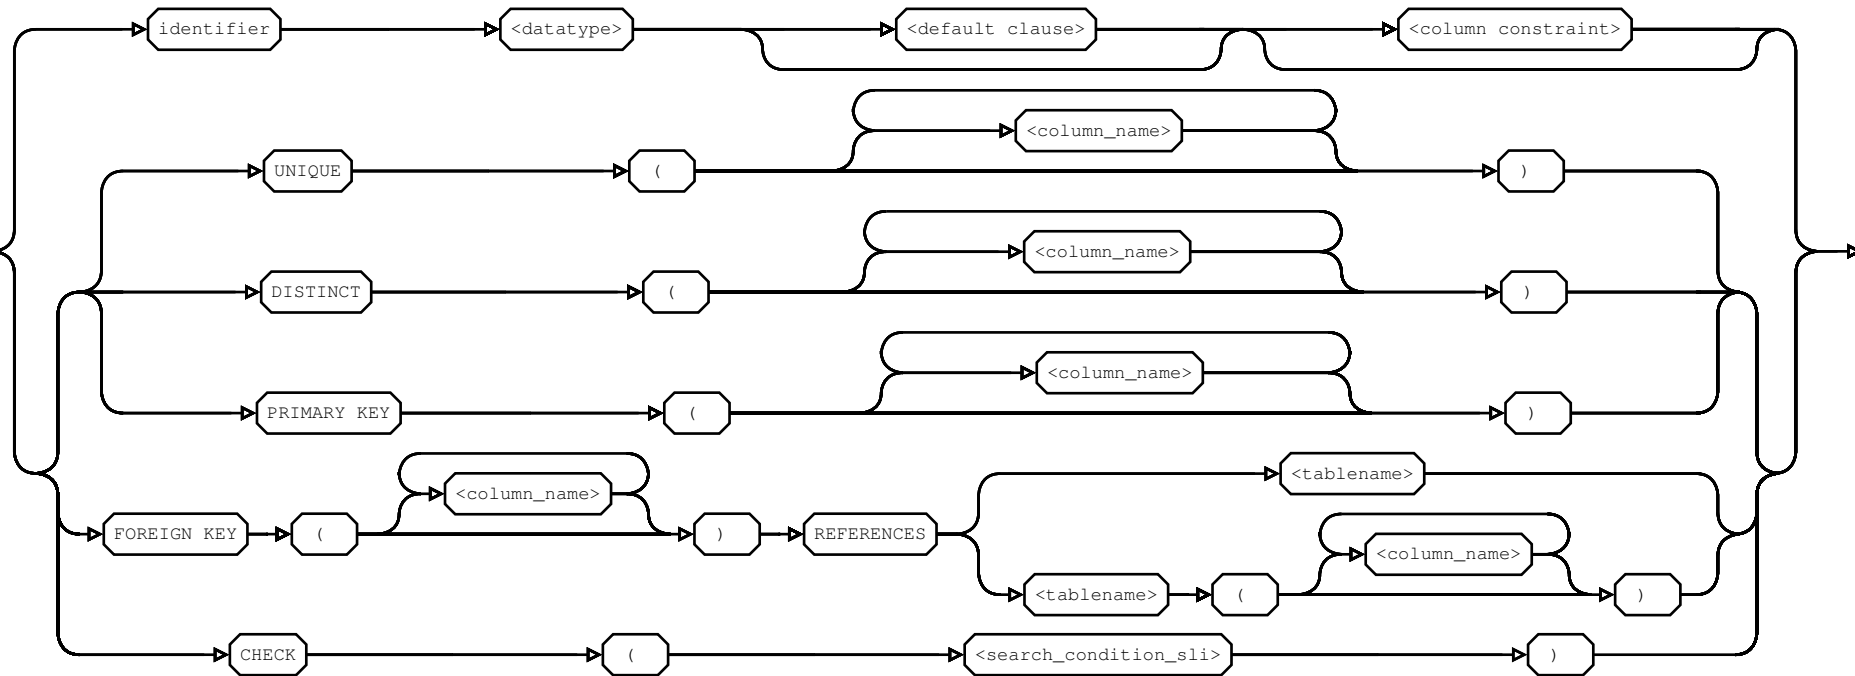 identifier <datatype> <default clause> <column constraint>
<column_name>
UNIQUE ( )
<column_name>
DISTINCT ( )
<column_name>
PRIMARY KEY ( )
<tablename>
<column_name>
FOREIGN KEY ( ) REFERENCES
<column_name>
<tablename> ( )
CHECK ( <search_condition_sli> )